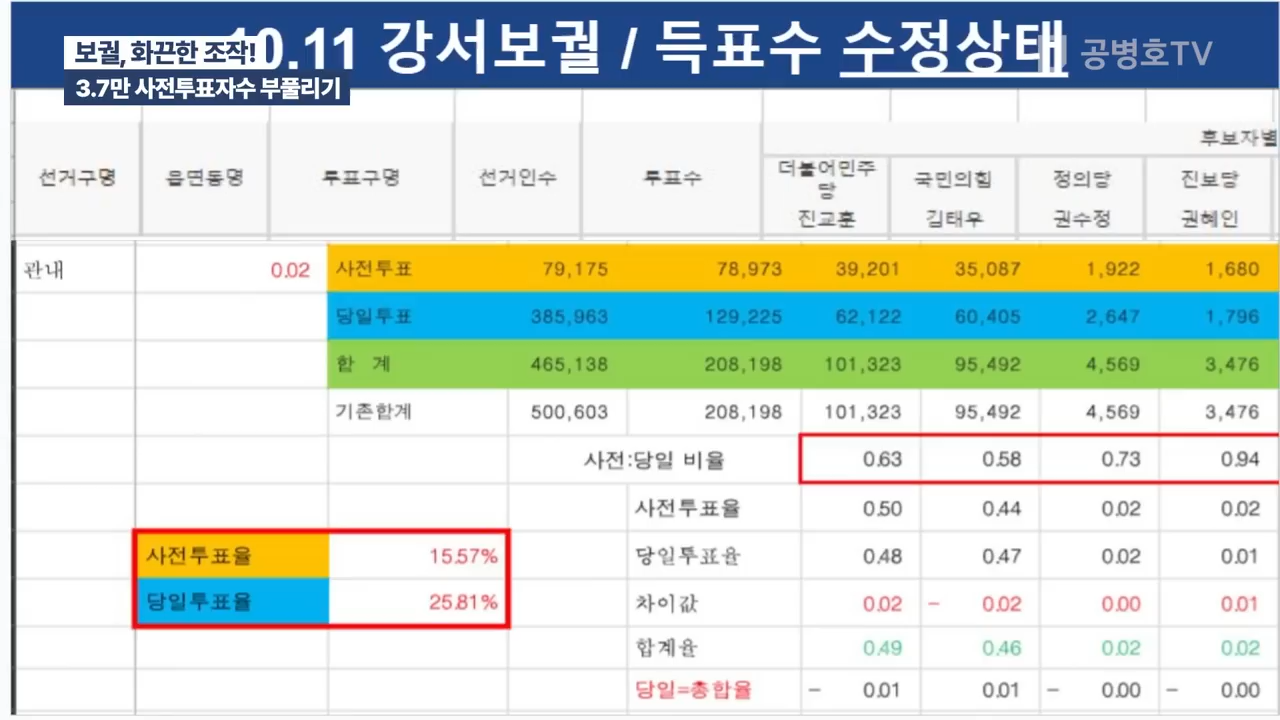 10.11 강서보궐 / 득표수 수정상태
공병호TV
보궐, 화끈한 조작!
3.7만 사전투표자수 부풀리기
후보자별
선거구명 읍면동명 투표구명 선거인수 투표수 더불어민주당 진교훈 국민의힘 김태우 정의당 권수정 진보당 권혜인
관내 0.02 사전투표 79,175 78,973 39,201 35,087 1,922 1,680
당일투표 385,963 129,225 62,122 60,405 2,647 1,796
합 계 465,138 208,198 101,323 95,492 4,569 3,476
기존합계 500,603 208,198 101,323 95,492 4,569 3,476
사전:당일 비율 0.63 0.58 0.73 0.94
사전투표율 0.50 0.44 0.02 0.02
사전투표율 15.57% 당일투표율 0.48 0.47 0.02 0.01
당일투표율 25.81% 차이값 0.02 - 0.02 0.00 0.01
합계율 0.49 0.46 0.02 0.02
당일=총합율 - 0.01 0.01 - 0.00 - 0.00